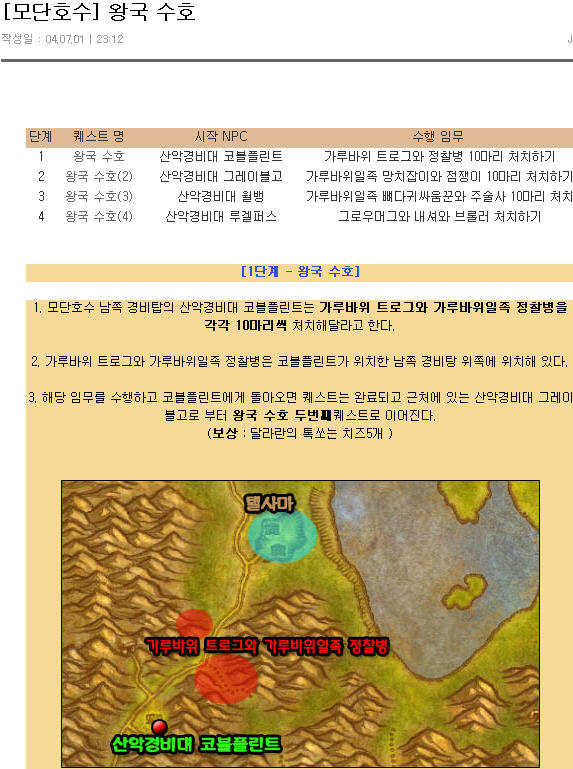 [모단호수] 왕국 수호
작성일 : 04.07.01 | 23:12
J
단계 퀘스트 명 시작 NPC 수행 임무
1 왕국 수호 산악경비대 코블플린트 가루바위 트로그와 정찰병 10마리 처치하기
2 왕국 수호(2) 산악경비대 그레이블고 가루바위일족 망치잡이와 점쟁이 10마리 처치하기
3 왕국 수호(3) 산악경비대 월뱅 가루바위일족 뼈다귀싸움꾼와 주술사 10마리 처치
4 왕국 수호(4) 산악경비대 루겔퍼스 그로우머그와 내셔와 브롤러 처치하기
[1단계 - 왕국 수호]
1. 모단호수 남쪽 경비탑의 산악경비대 코블플린트는 가루바위 트로그와 가루바위일족 정찰병을
각각 10마리씩 처치해달라고 한다.
2. 가루바위 트로그와 가루바위일족 정찰병은 코블플린트가 위치한 남쪽 경비탕 위쪽에 위치해 있다.
3. 해당 임무를 수행하고 코블플린트에게 돌아오면 퀘스트는 완료되고 근처에 있는 산악경비대 그레이
블고로 부터 왕국 수호 두번째퀘스트로 이어진다.
(보상 : 달라란의 톡쏘는 치즈5개 )
텔사마
가루바위 트로그와 가루바위일족 정찰병
산악경비대 코블플린트